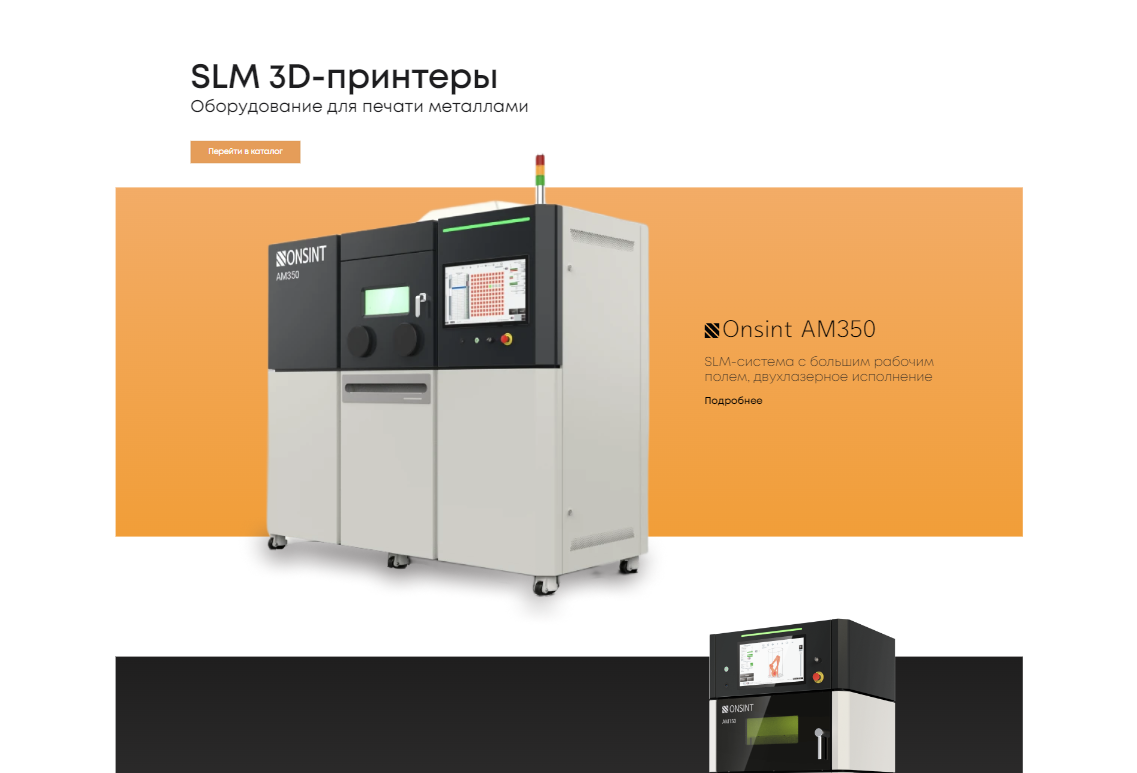 SLM 3D-принтеры
Оборудование для печати металлами
Перейти в каталог
ONSINT
AM350
Onsint AM350
SLM-система с большим рабочим
полем, двухлазерное исполнение
Подробнее
ONSINT
AM150